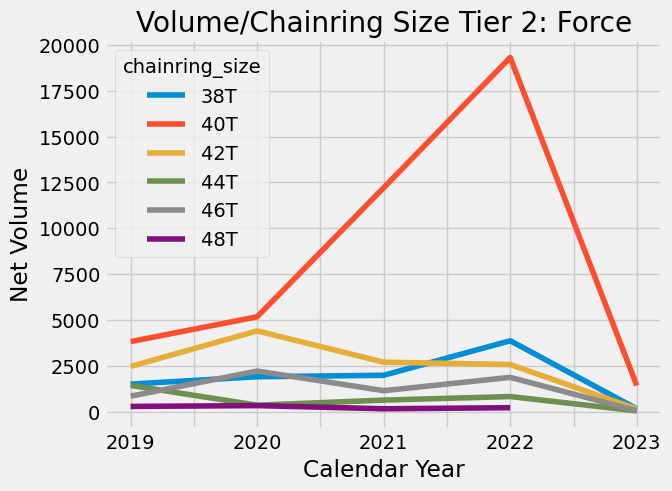 Volume/Chainring Size Tier 2: Force
20000
17500
15000
12500
10000
7500
5000
2500
0
Net Volume
chainring_size
38T
40T
42T
44T
46T
48T
2019 2020 2021 2022 2023
Calendar Year